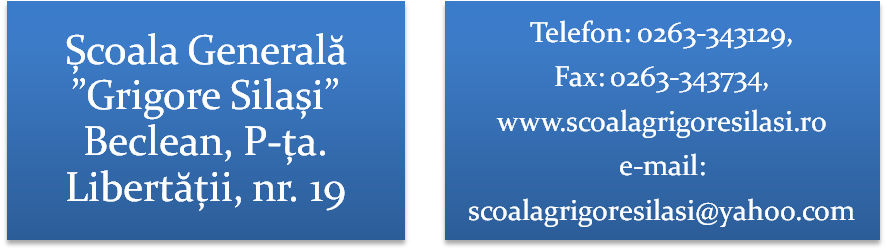 Școala Generală
”Grigore Silași”
Beclean, P-ța.
Libertății, nr. 19
Telefon: 0263-343129,
Fax: 0263-343734,
www.scoalagrigoresilasi.ro
e-mail:
scoalagrigoresilasi@yahoo.com